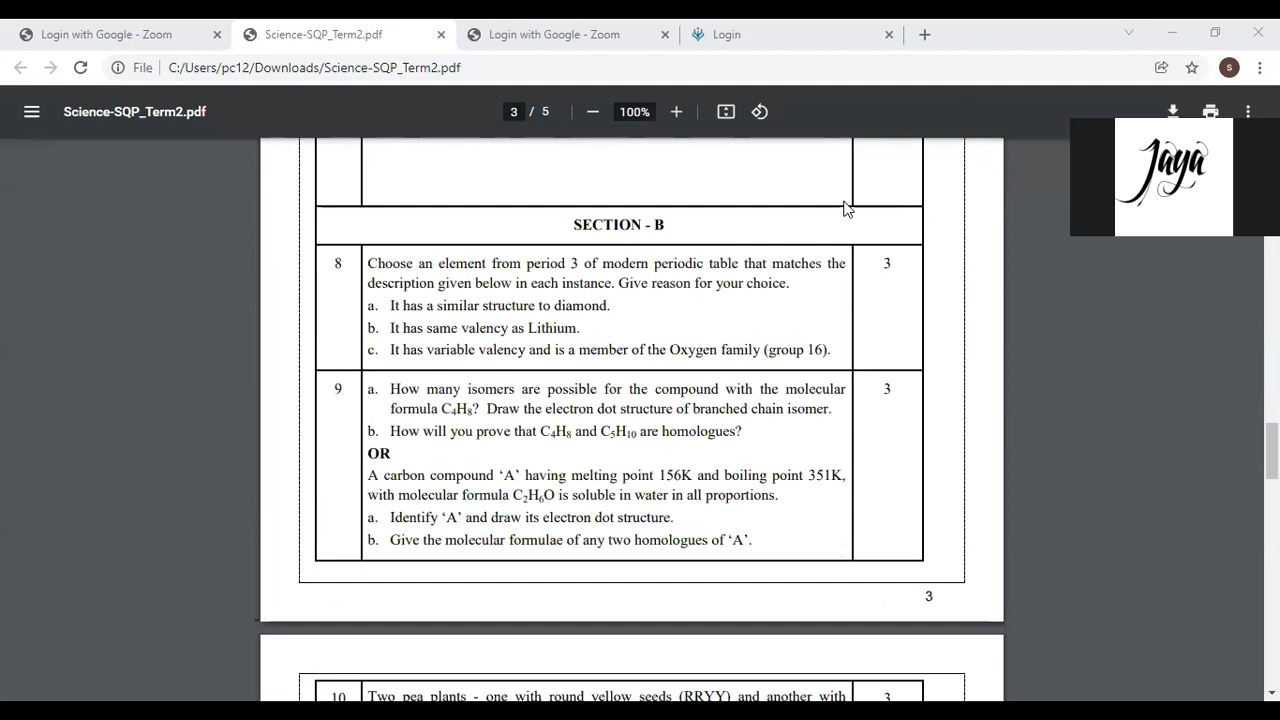 Login with Google - Zoom
Science-SQP_Term2.pdf
Login with Google - Zoom
Login
File
C:/Users/pc12/Downloads/Science-SQP_Term2.pdf
S
Science-SQP_Term2.pdf
3 / 5
100%
Jaya
SECTION - B
8
Choose an element from period 3 of modern periodic table that matches the
3
description given below in each instance. Give reason for your choice.
a. It has a similar structure to diamond.
b. It has same valency as Lithium.
c. It has variable valency and is a member of the Oxygen family (group 16).
9
a. How many isomers are possible for the compound with the molecular
3
formula C₄H₈? Draw the electron dot structure of branched chain isomer.
b. How will you prove that C₄H₈ and C₅H₁₀ are homologues?
OR
A carbon compound ‘A’ having melting point 156K and boiling point 351K,
with molecular formula C₂H₆O is soluble in water in all proportions.
a. Identify ‘A’ and draw its electron dot structure.
b. Give the molecular formulae of any two homologues of ‘A’.
3
10
Two pea plants - one with round yellow seeds (RRYY) and another with
3